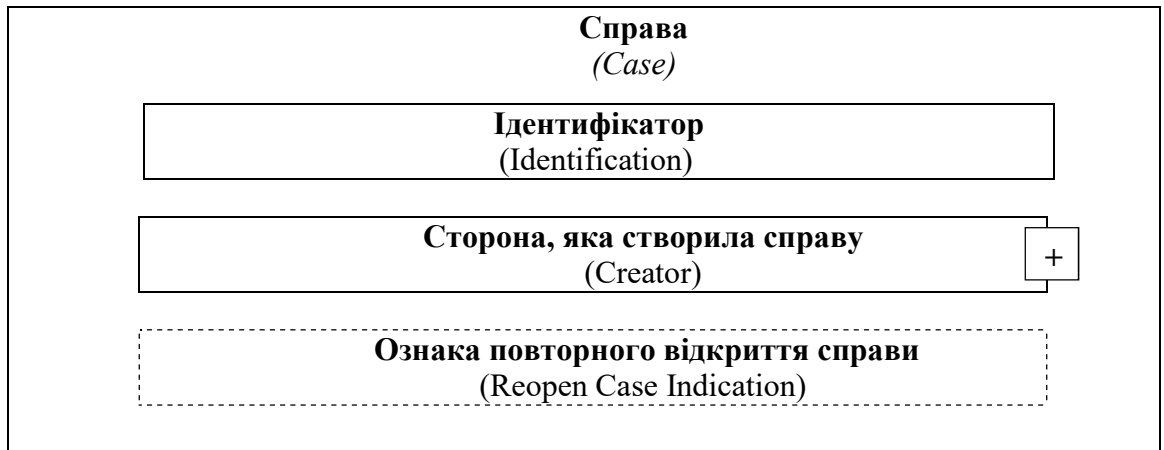 Справа
(Case)
Ідентифікатор
(Identification)
Сторона, яка створила справу
(Creator)
+
Ознака повторного відкриття справи
(Reopen Case Indication)